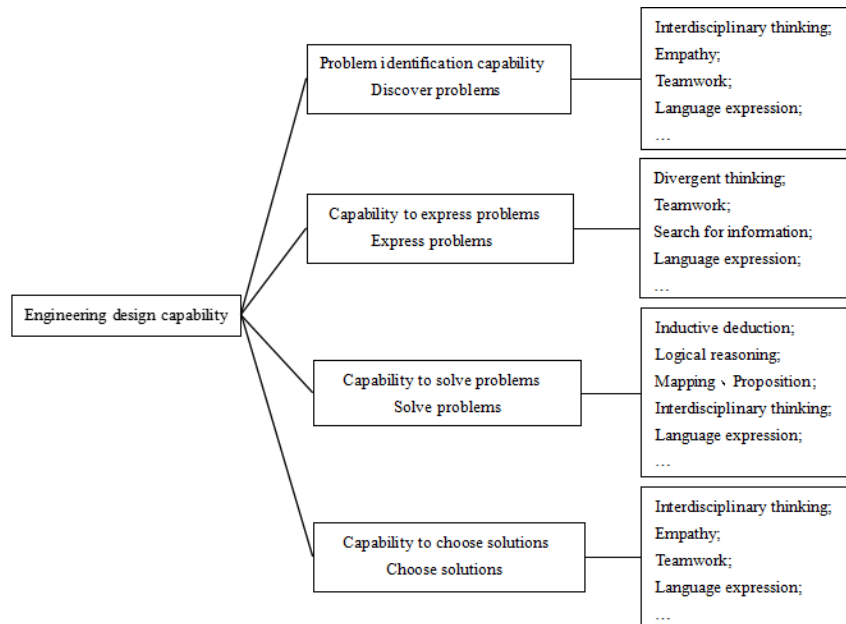 Engineering design capability
Problem identification capability
Discover problems
Interdisciplinary thinking;
Empathy;
Teamwork;
Language expression;
…
Capability to express problems
Express problems
Divergent thinking;
Teamwork;
Search for information;
Language expression;
…
Capability to solve problems
Solve problems
Inductive deduction;
Logical reasoning;
Mapping、Proposition;
Interdisciplinary thinking;
Language expression;
…
Capability to choose solutions
Choose solutions
Interdisciplinary thinking;
Empathy;
Teamwork;
Language expression;
…